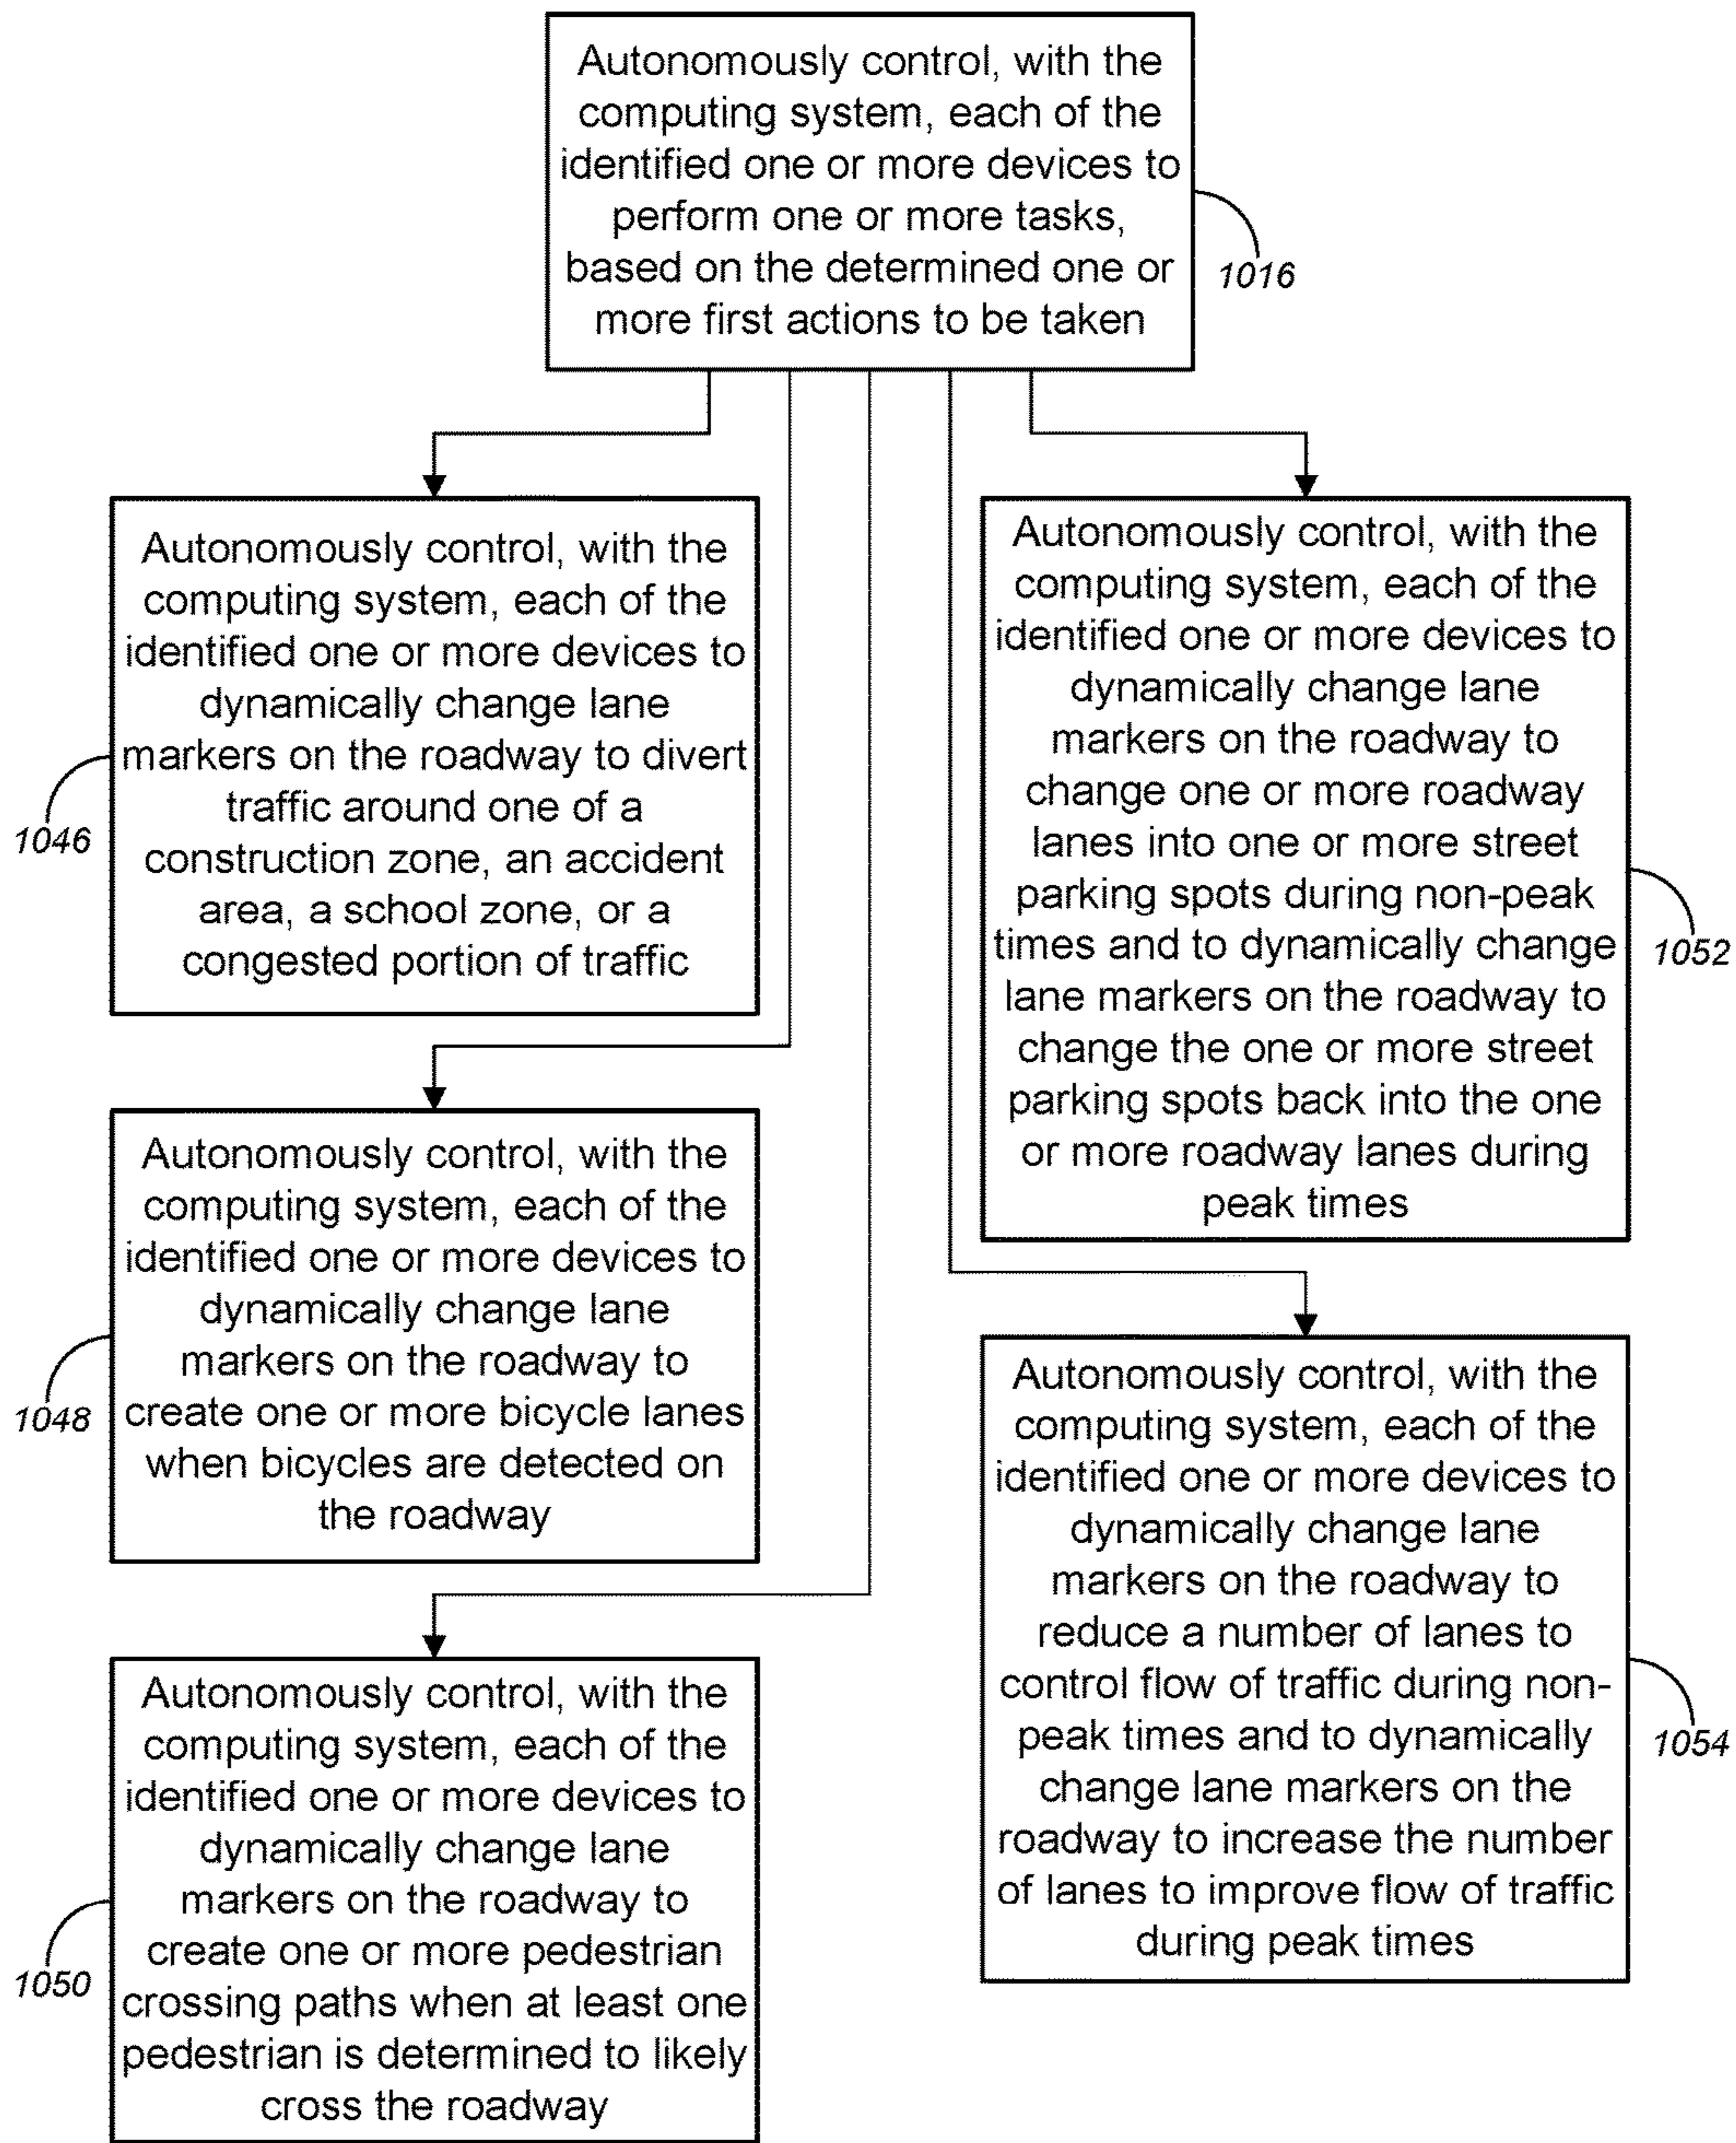 Autonomously control, with the
computing system, each of the
identified one or more devices to
perform one or more tasks,
based on the determined one or
more first actions to be taken
1016
Autonomously control, with the
computing system, each of the
identified one or more devices to
dynamically change lane
markers on the roadway to divert
traffic around one of a
construction zone, an accident
area, a school zone, or a
congested portion of traffic
1046
Autonomously control, with the
computing system, each of the
identified one or more devices to
dynamically change lane
markers on the roadway to
create one or more bicycle lanes
when bicycles are detected on
the roadway
1048
Autonomously control, with the
computing system, each of the
identified one or more devices to
dynamically change lane
markers on the roadway to
create one or more pedestrian
crossing paths when at least one
pedestrian is determined to likely
cross the roadway
1050
Autonomously control, with the
computing system, each of the
identified one or more devices to
dynamically change lane
markers on the roadway to
change one or more roadway
lanes into one or more street
parking spots during non-peak
times and to dynamically change
lane markers on the roadway to
change the one or more street
parking spots back into the one
or more roadway lanes during
peak times
1052
Autonomously control, with the
computing system, each of the
identified one or more devices to
dynamically change lane
markers on the roadway to
reduce a number of lanes to
control flow of traffic during non-
peak times and to dynamically
change lane markers on the
roadway to increase the number
of lanes to improve flow of traffic
during peak times
1054